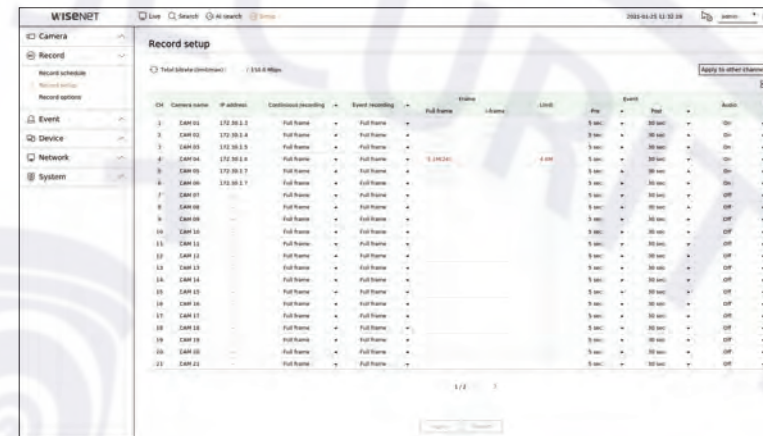 WISENET Live Search AI search Setup 2021-01-25 11:32:19 admin
Camera
Record
Record schedule
Record setup
Record options
Event
Device
Network
System
Record setup
Total bitrate (limit/max)
Apply to other channel
CH Camera name IP address Continuous recording Event recording Frame Limit Event Audio
Full frame I-frame Pre Post
1 CAM 01 Full frame Full frame 5 sec 30 sec On
2 CAM 02 Full frame Full frame 5 sec 30 sec On
3 CAM 03 Full frame Full frame 5 sec 30 sec On
4 CAM 04 Full frame Full frame 5 sec 30 sec On
5 CAM 05 Full frame Full frame 5 sec 30 sec On
6 CAM 06 Full frame Full frame 5 sec 30 sec On
7 CAM 07 Full frame Full frame 5 sec 30 sec Off
8 CAM 08 Full frame Full frame 5 sec 30 sec Off
9 CAM 09 Full frame Full frame 5 sec 30 sec Off
10 CAM 10 Full frame Full frame 5 sec 30 sec Off
11 CAM 11 Full frame Full frame 5 sec 30 sec Off
12 CAM 12 Full frame Full frame 5 sec 30 sec Off
13 CAM 13 Full frame Full frame 5 sec 30 sec Off
14 CAM 14 Full frame Full frame 5 sec 30 sec Off
15 CAM 15 Full frame Full frame 5 sec 30 sec Off
16 CAM 16 Full frame Full frame 5 sec 30 sec Off
17 CAM 17 Full frame Full frame 5 sec 30 sec Off
18 CAM 18 Full frame Full frame 5 sec 30 sec Off
19 CAM 19 Full frame Full frame 5 sec 30 sec Off
20 CAM 20 Full frame Full frame 5 sec 30 sec Off
21 CAM 21 Full frame Full frame 5 sec 30 sec Off
1 / 2 >